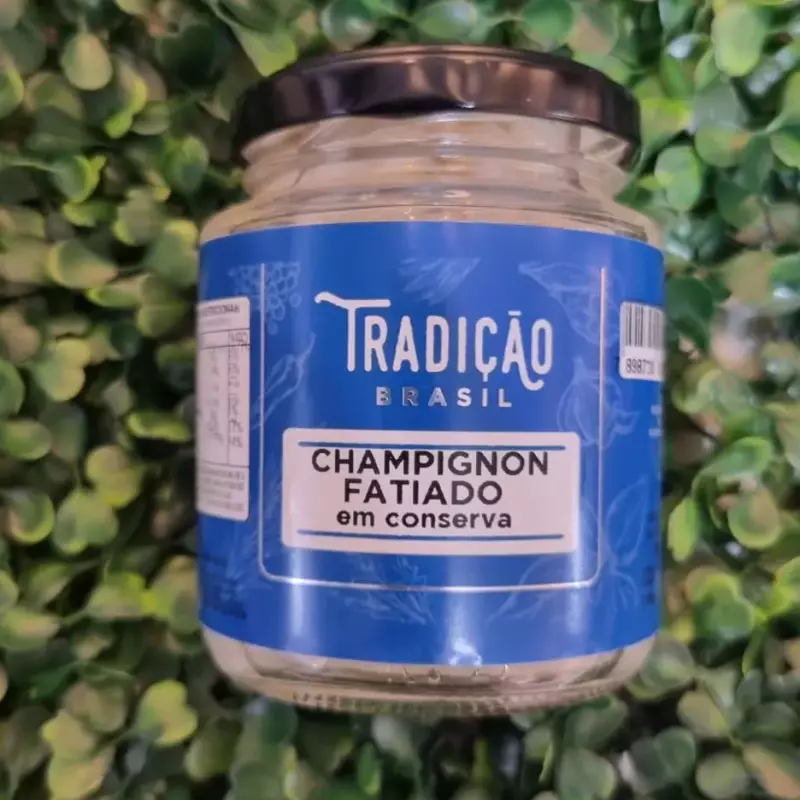 TRADIÇÃO
BRASIL
CHAMPIGNON
FATIADO
em conserva